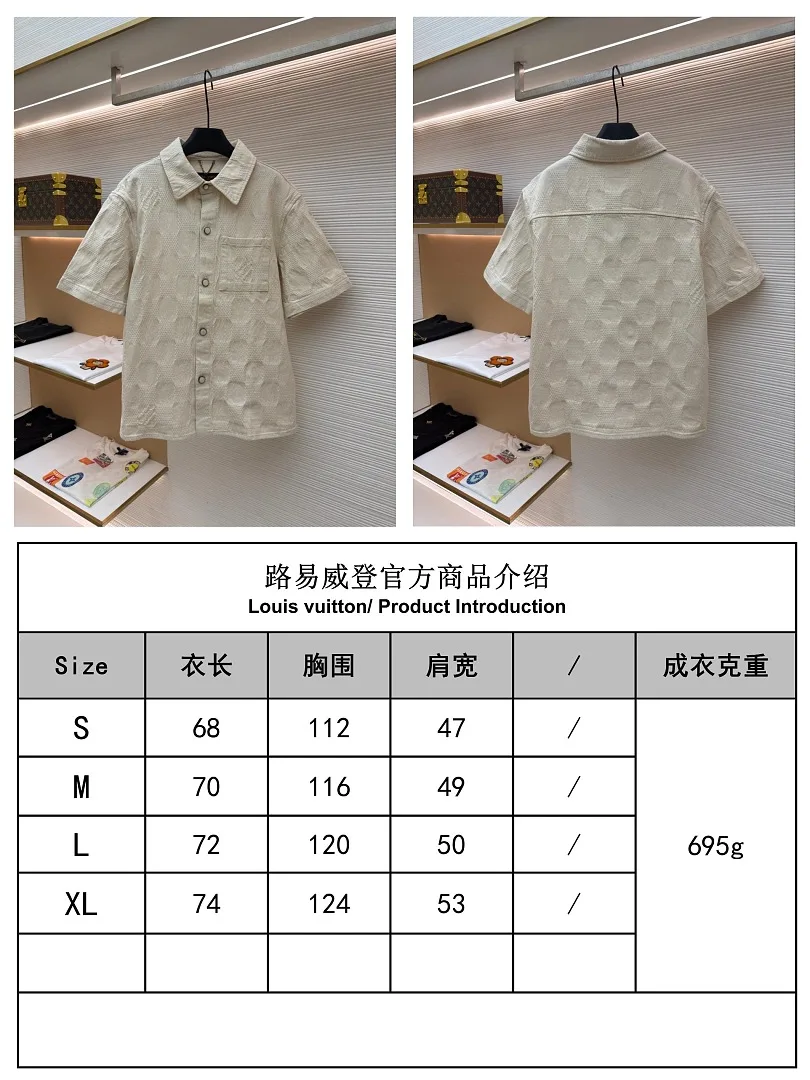 路易威登官方商品介绍
Louis vuitton/ Product Introduction
Size 衣长 胸围 肩宽 / 成衣克重
S 68 112 47 /
M 70 116 49 /
L 72 120 50 /
XL 74 124 53 /
695g